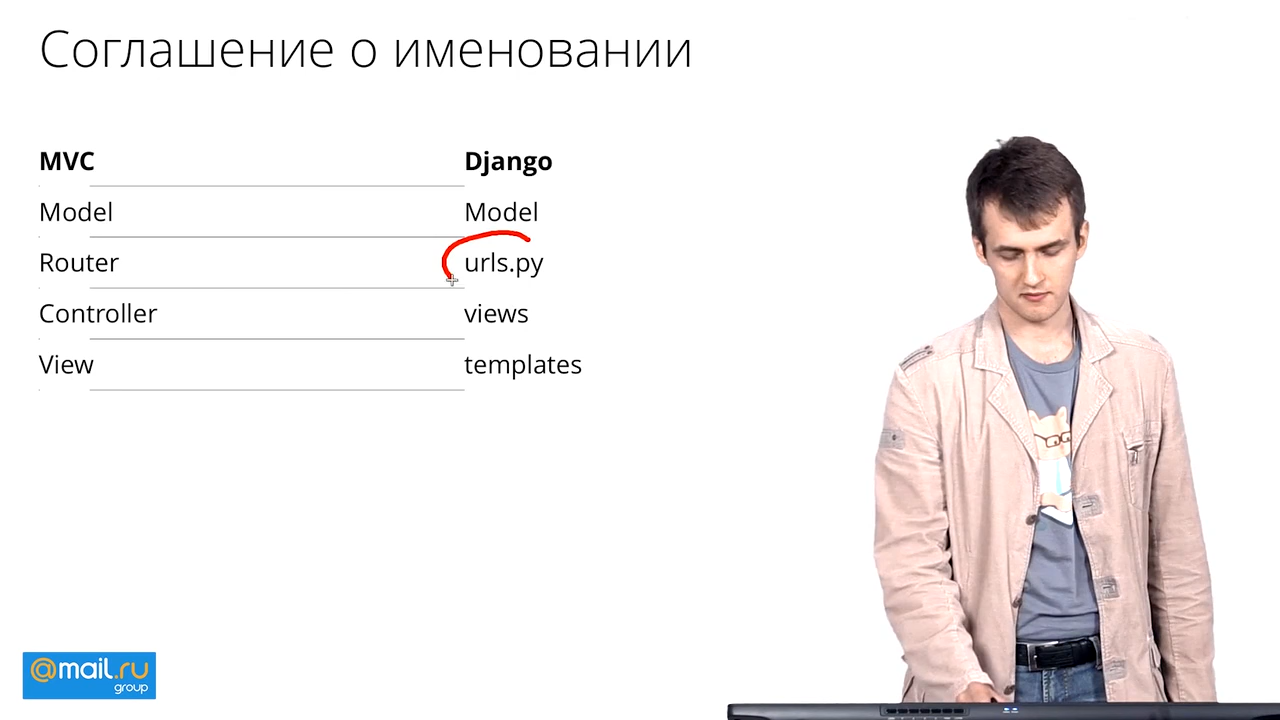 Соглашение о именовании
MVC Django
Model Model
Router urls.py
Controller views
View templates
@mail.ru
group